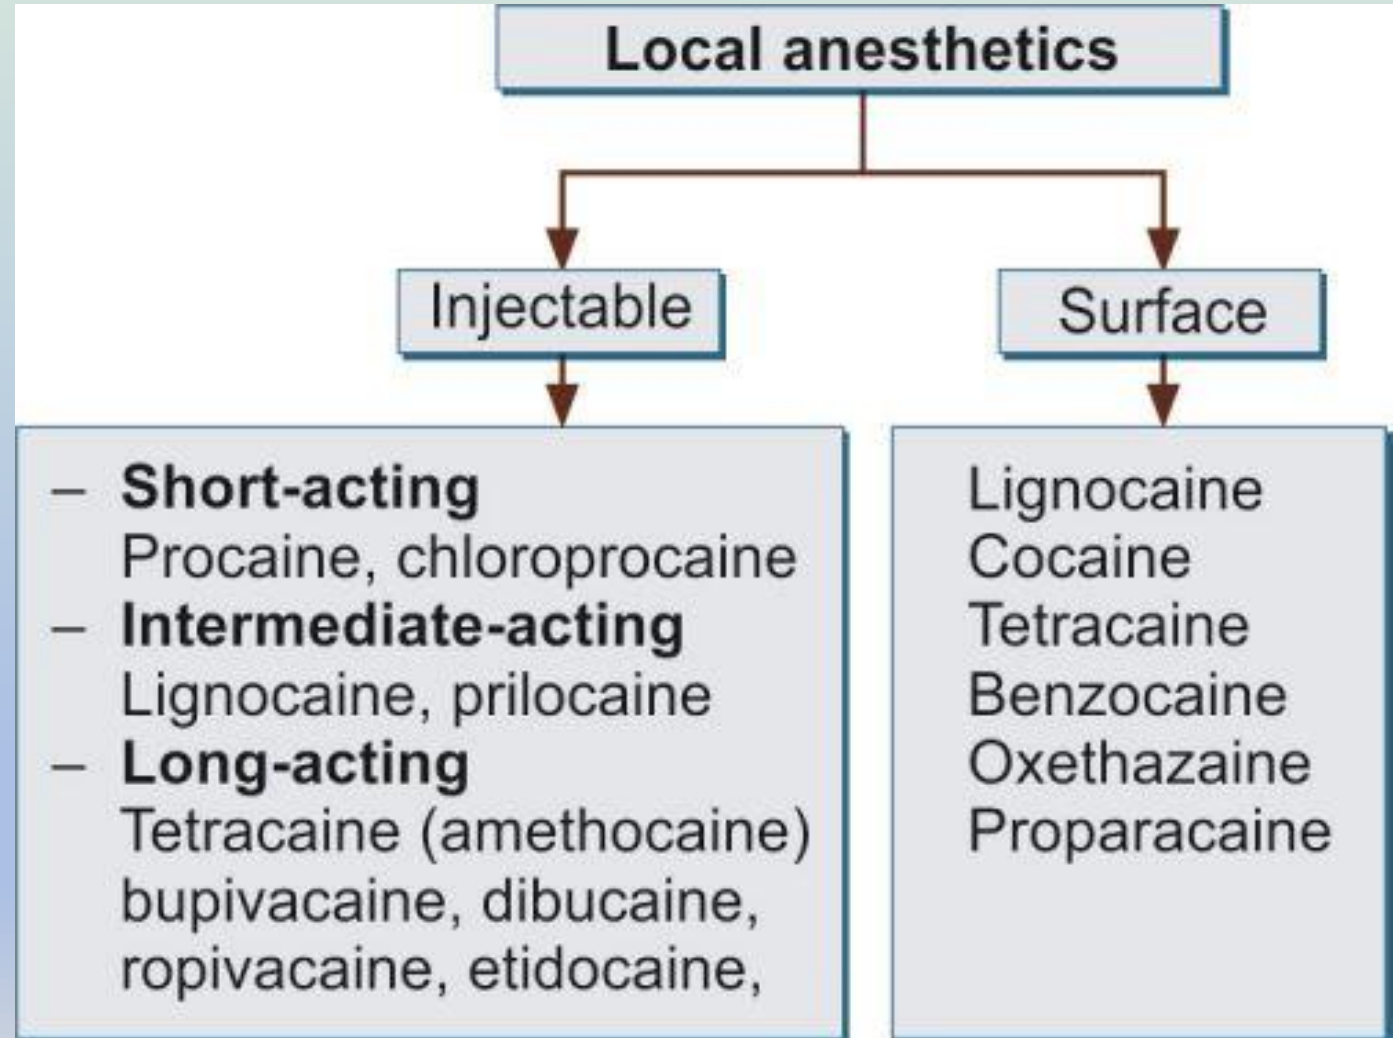 Local anesthetics
Injectable
Surface
– Short-acting
Procaine, chloroprocaine
– Intermediate-acting
Lignocaine, prilocaine
– Long-acting
Tetracaine (amethocaine)
bupivacaine, dibucaine,
ropivacaine, etidocaine,
Lignocaine
Cocaine
Tetracaine
Benzocaine
Oxethazaine
Proparacaine